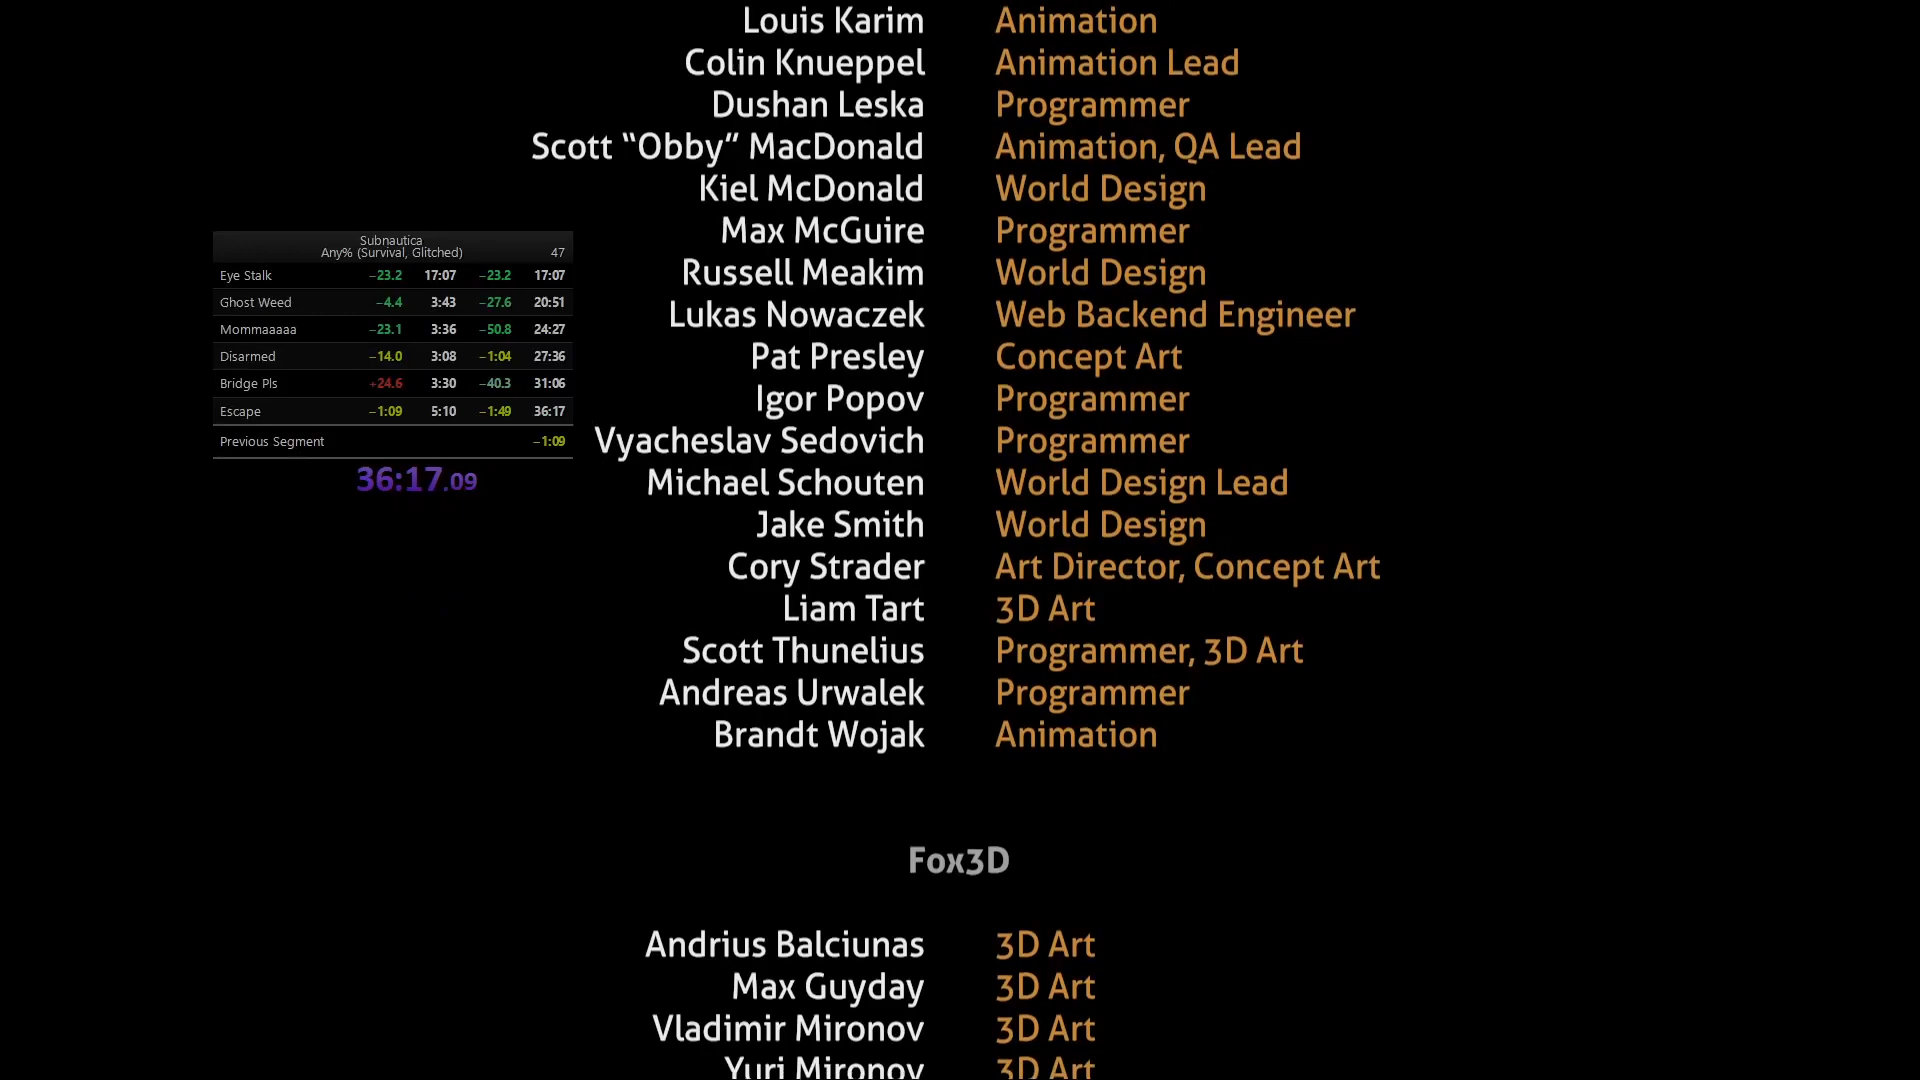 Louis Karim Animation
Colin Knueppel Animation Lead
Dushan Leska Programmer
Scott “Obby” MacDonald Animation, QA Lead
Kiel McDonald World Design
Max McGuire Programmer
Russell Meakim World Design
Lukas Nowaczek Web Backend Engineer
Pat Presley Concept Art
Igor Popov Programmer
Vyacheslav Sedovich Programmer
Michael Schouten World Design Lead
Jake Smith World Design
Cory Strader Art Director, Concept Art
Liam Tart 3D Art
Scott Thunelius Programmer, 3D Art
Andreas Urwalek Programmer
Brandt Wojak Animation
Fox3D
Andrius Balciunas 3D Art
Max Guyday 3D Art
Vladimir Mironov 3D Art
Yuri Mironov 3D Art
Subnautica
Any% (Survival, Glitched) 47
Eye Stalk −23.2 17:07 −23.2 17:07
Ghost Weed −4.4 3:43 −27.6 20:51
Mommaaaaa −23.1 3:36 −50.8 24:27
Disarmed −14.0 3:08 −1:04 27:36
Bridge Pls +24.6 3:30 −40.3 31:06
Escape −1:09 5:10 −1:49 36:17
Previous Segment −1:09
36:17.09